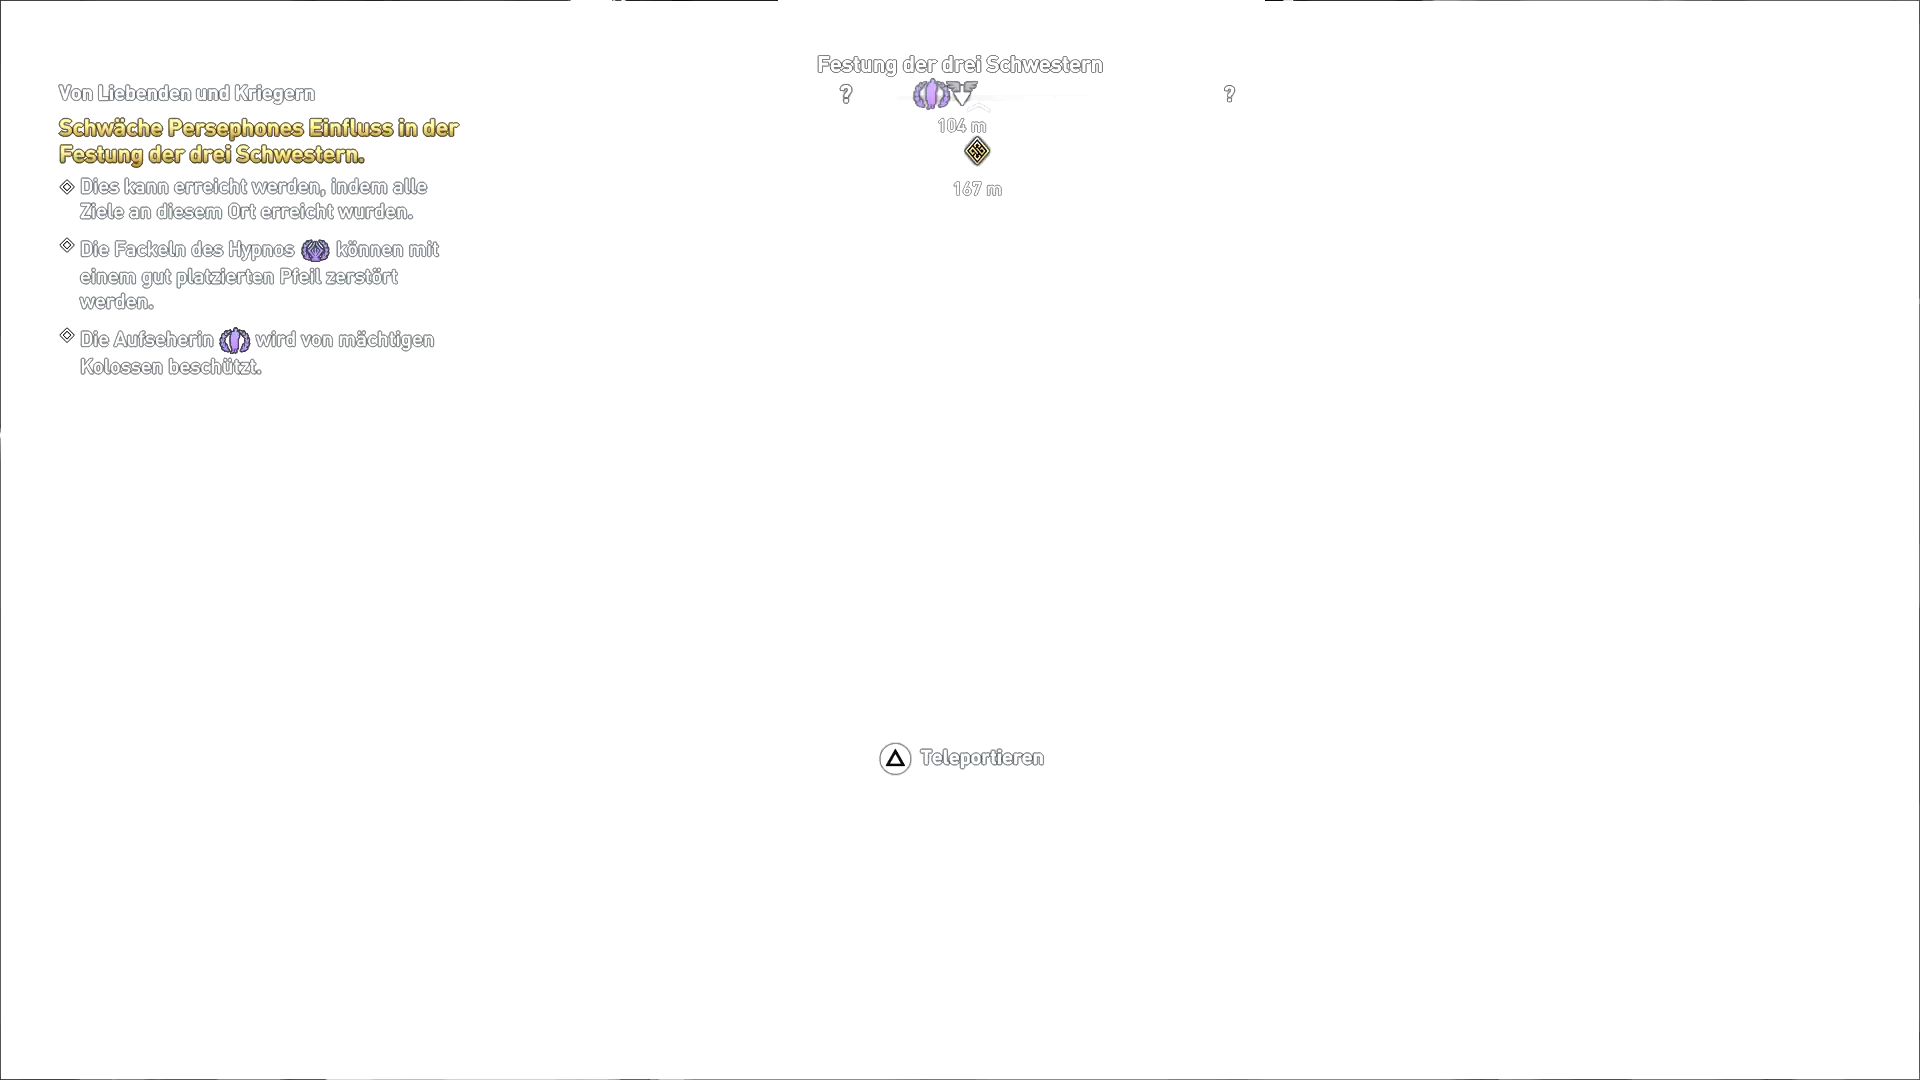 Festung der drei Schwestern
?
?
104 m
167 m
Von Liebenden und Kriegern
Schwäche Persephones Einfluss in der
Festung der drei Schwestern.
Dies kann erreicht werden, indem alle
Ziele an diesem Ort erreicht wurden.
Die Fackeln des Hypnos können mit
einem gut platzierten Pfeil zerstört
werden.
Die Aufseherin wird von mächtigen
Kolossen beschützt.
Teleportieren